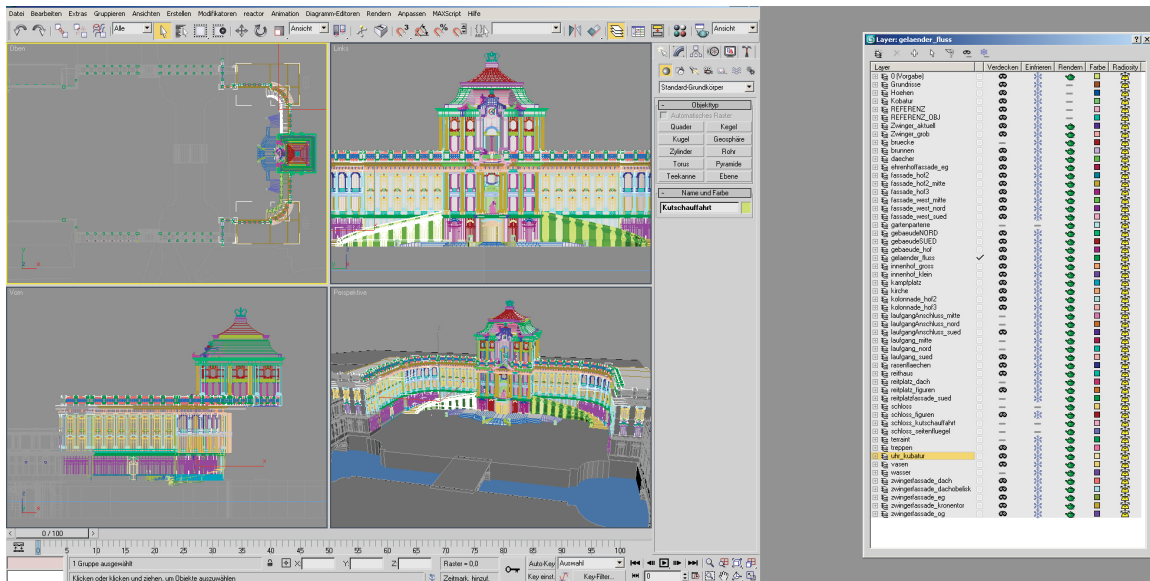 Datei Bearbeiten Extras Gruppieren Ansichten Erstellen Modifikatoren reactor Animation Diagramm-Editoren Rendern Anpassen MAXScript Hilfe
Alle
Ansicht
Ansicht
Oben
Links
Vorn
Perspektive
Standard-Grundkörper
- Objekttyp
Automatisches Raster
Quader Kegel
Kugel Geosphäre
Zylinder Rohr
Torus Pyramide
Teekanne Ebene
- Name und Farbe
Kutschauffahrt
0 / 100
0 5 10 15 20 25 30 35 40 45 50 55 60 65 70 75 80 85 90 95 100
1 Gruppe ausgewählt
X: Y: Z:
Raster = 0,0
Auto-Key Auswahl
Klicken oder klicken und ziehen, um Objekte auszuwählen
Zeitmark. hinzuf.
Key einst. Key-Filter... 0
Layer: gelaender_fluss
Layer Verdecken Einfrieren Rendern Farbe Radiosity
0 (Vorgabe)
Grundrisse
Hoehen
Kobatur
REFERENZ
REFERENZ_OBJ
Zwinger_aktuell
Zwinger_grob
bruecke
brunnen
daecher
ehrenhoffassade_eg
fassade_hof2
fassade_hof2_mitte
fassade_hof3
fassade_west_mitte
fassade_west_nord
fassade_west_sued
gartenparterre
gebaeudeNORD
gebaeudeSUED
gebaeude_hof
gelaender_fluss
innenhof_gross
innenhof_klein
kampfplatz
kirche
kolonnade_hof2
kolonnade_hof3
laufgangAnschluss_mitte
laufgangAnschluss_nord
laufgangAnschluss_sued
laufgang_mitte
laufgang_nord
laufgang_sued
rasenflaechen
reithaus
reitplatz_dach
reitplatz_figuren
reitplatzfassade_sued
schloss
schloss_figuren
schloss_kutschauffahrt
schloss_seitenfluegel
terraint
treppen
uhr_kubatur
vasen
wasser
zwingerfassade_dach
zwingerfassade_dachobelisk
zwingerfassade_eg
zwingerfassade_kronentor
zwingerfassade_og